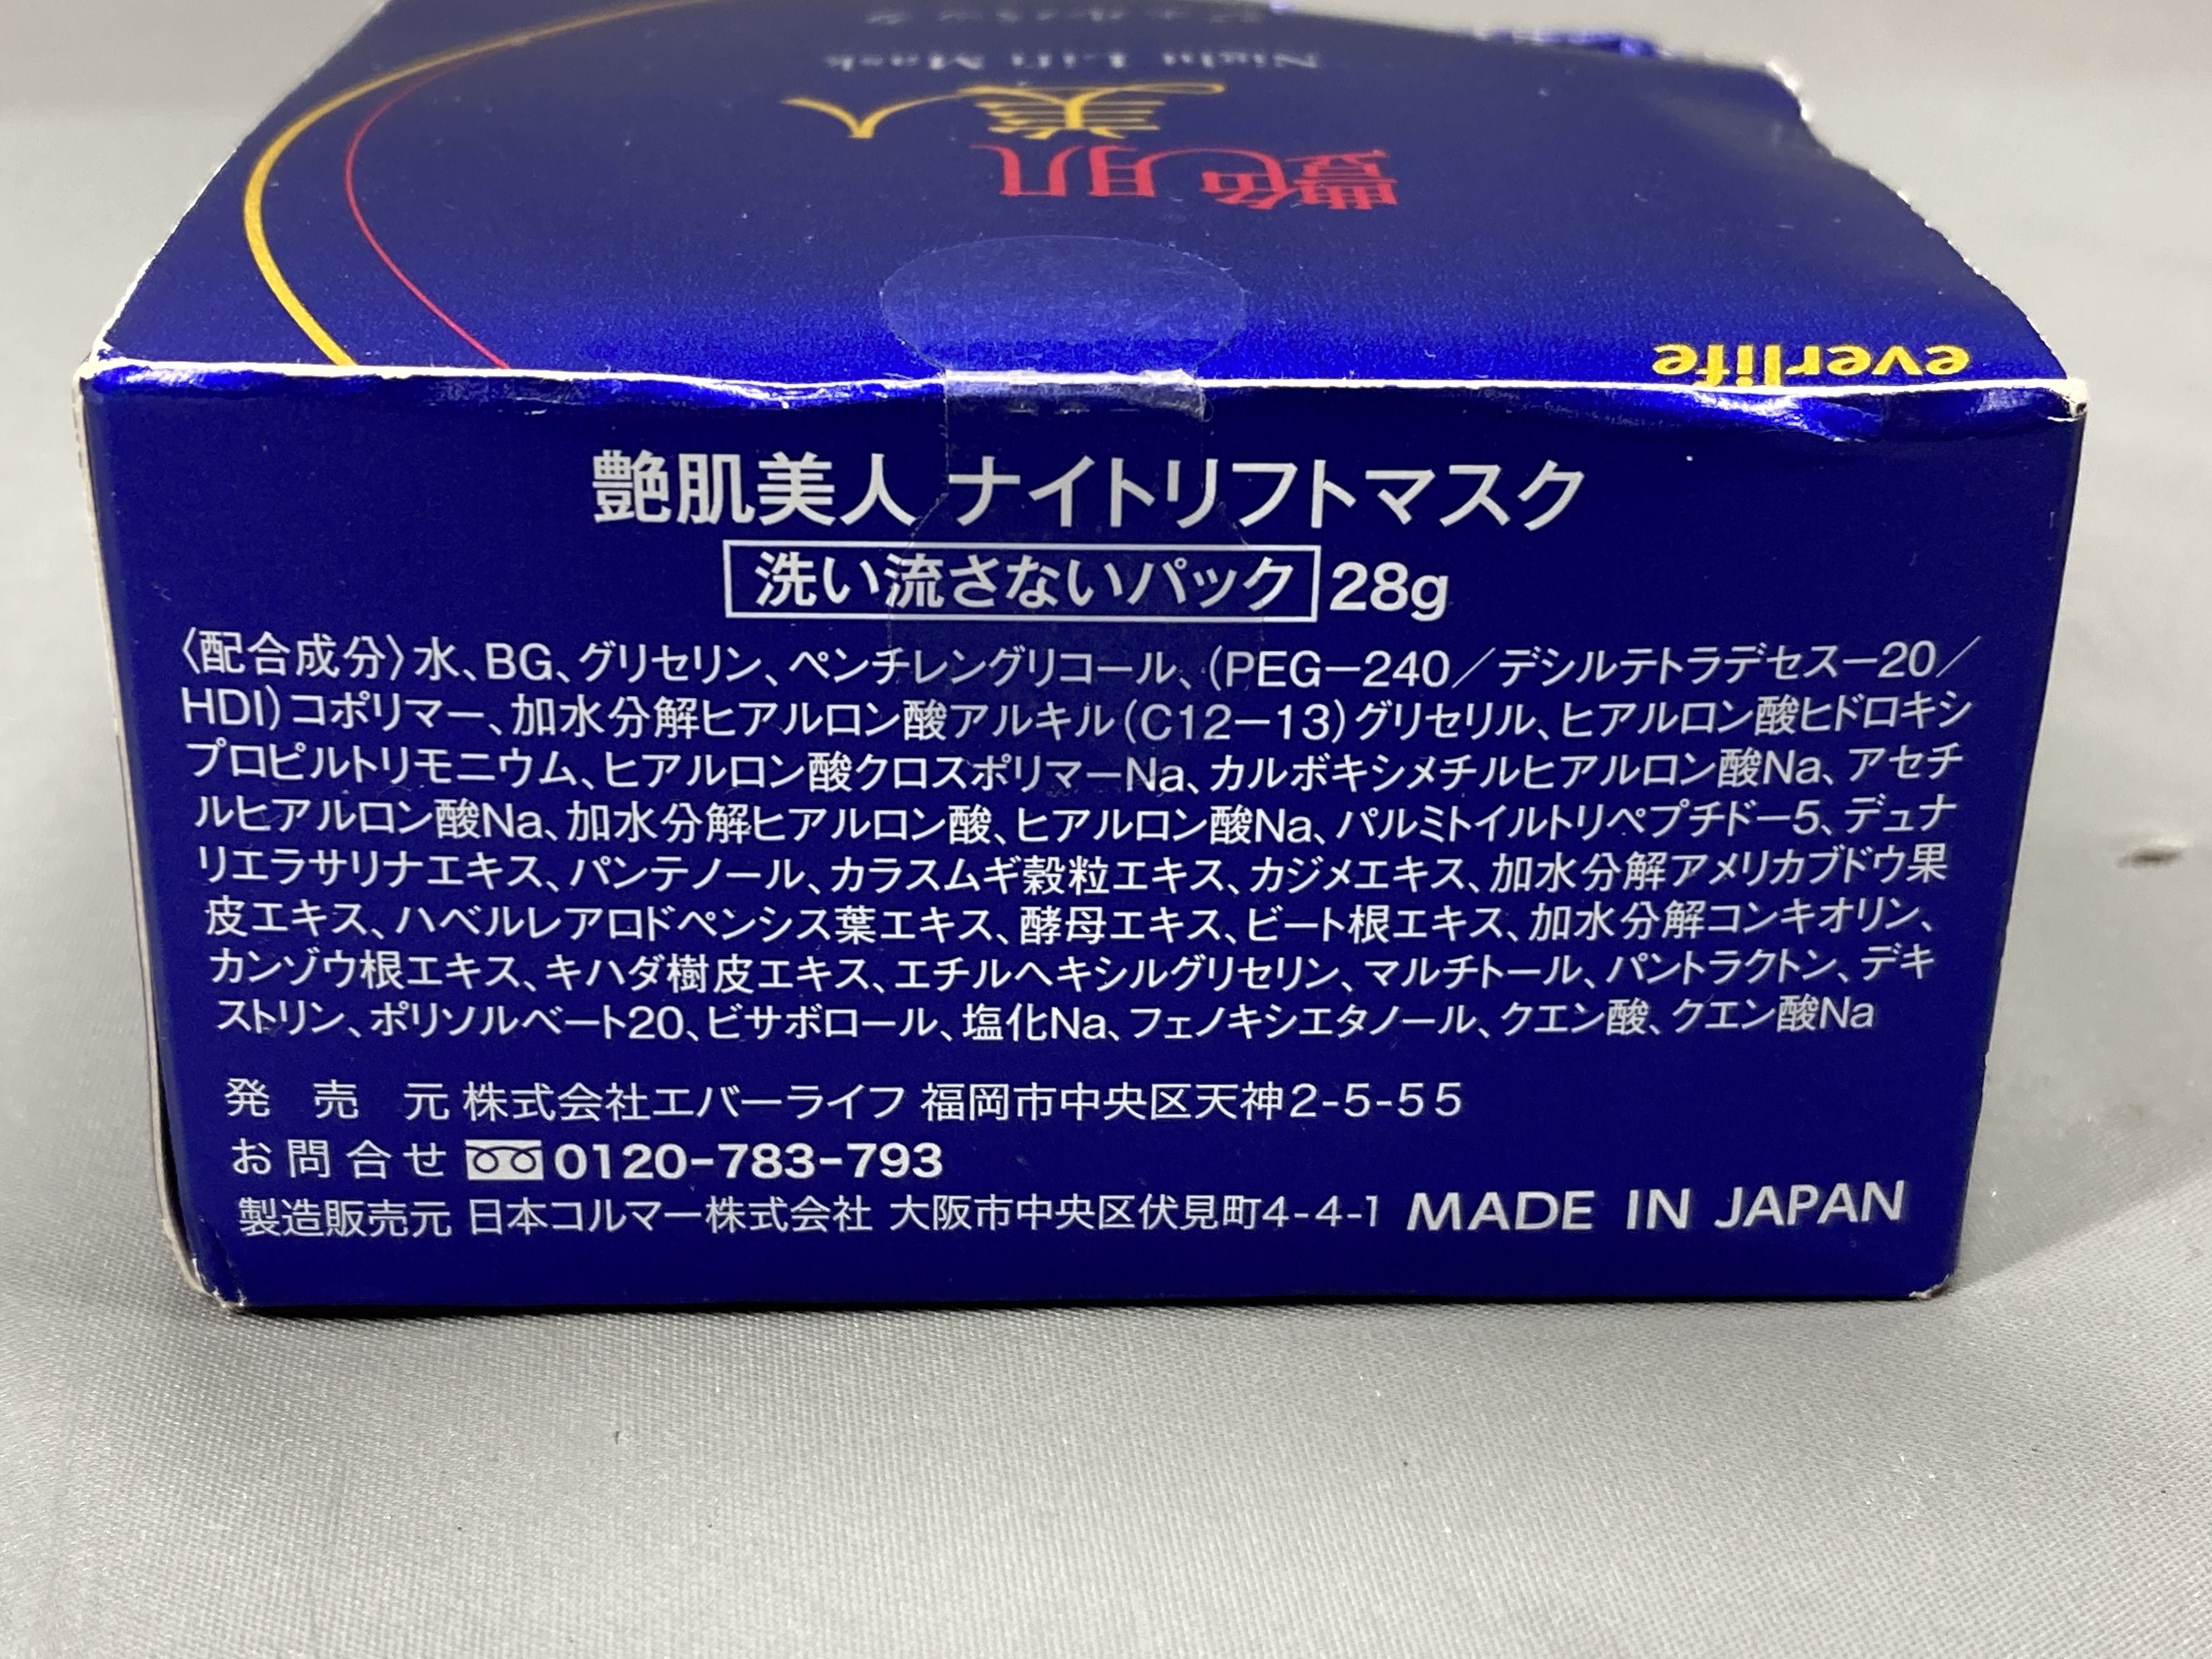 ジェルパック
Night Lift Mask
美人
艶肌
everlife
艶肌美人 ナイトリフトマスク
洗い流さないパック 28g
〈配合成分〉水、BG、グリセリン、ペンチレングリコール、(PEG－240／デシルテトラデセス－20／
HDI)コポリマー、加水分解ヒアルロン酸アルキル(C12－13)グリセリル、ヒアルロン酸ヒドロキシ
プロピルトリモニウム、ヒアルロン酸クロスポリマーNa、カルボキシメチルヒアルロン酸Na、アセチ
ルヒアルロン酸Na、加水分解ヒアルロン酸、ヒアルロン酸Na、パルミトイルトリペプチド－5、デュナ
リエラサリナエキス、パンテノール、カラスムギ穀粒エキス、カジメエキス、加水分解アメリカブドウ果
皮エキス、ハベルレアロドペンシス葉エキス、酵母エキス、ビート根エキス、加水分解コンキオリン、
カンゾウ根エキス、キハダ樹皮エキス、エチルヘキシルグリセリン、マルチトール、パントラクトン、デキ
ストリン、ポリソルベート20、ビサボロール、塩化Na、フェノキシエタノール、クエン酸、クエン酸Na
発売元 株式会社エバーライフ 福岡市中央区天神2-5-55
お問合せ 0120-783-793
製造販売元 日本コルマー株式会社 大阪市中央区伏見町4-4-1 MADE IN JAPAN